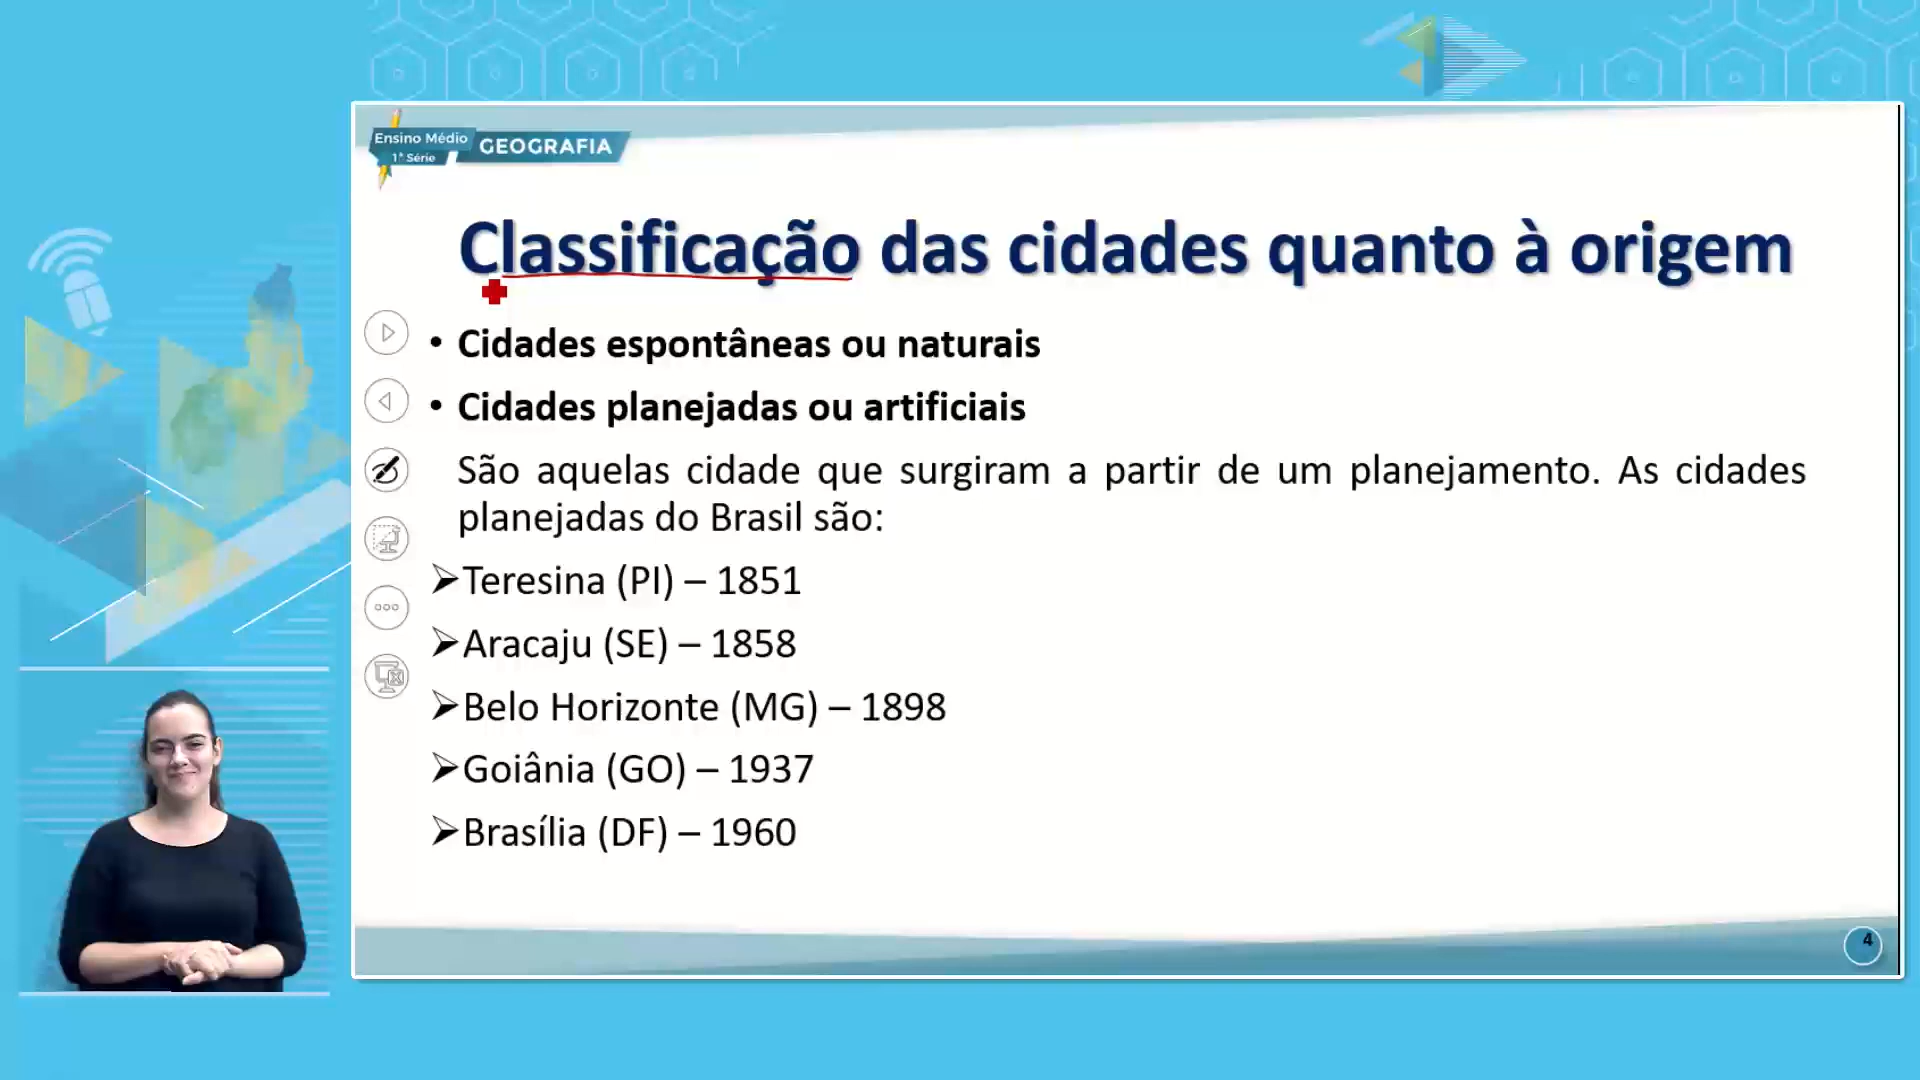 Ensino Médio
1ª Série
GEOGRAFIA
Classificação das cidades quanto à origem
• Cidades espontâneas ou naturais
• Cidades planejadas ou artificiais
São aquelas cidade que surgiram a partir de um planejamento. As cidades
planejadas do Brasil são:
➢Teresina (PI) – 1851
➢Aracaju (SE) – 1858
➢Belo Horizonte (MG) – 1898
➢Goiânia (GO) – 1937
➢Brasília (DF) – 1960
4